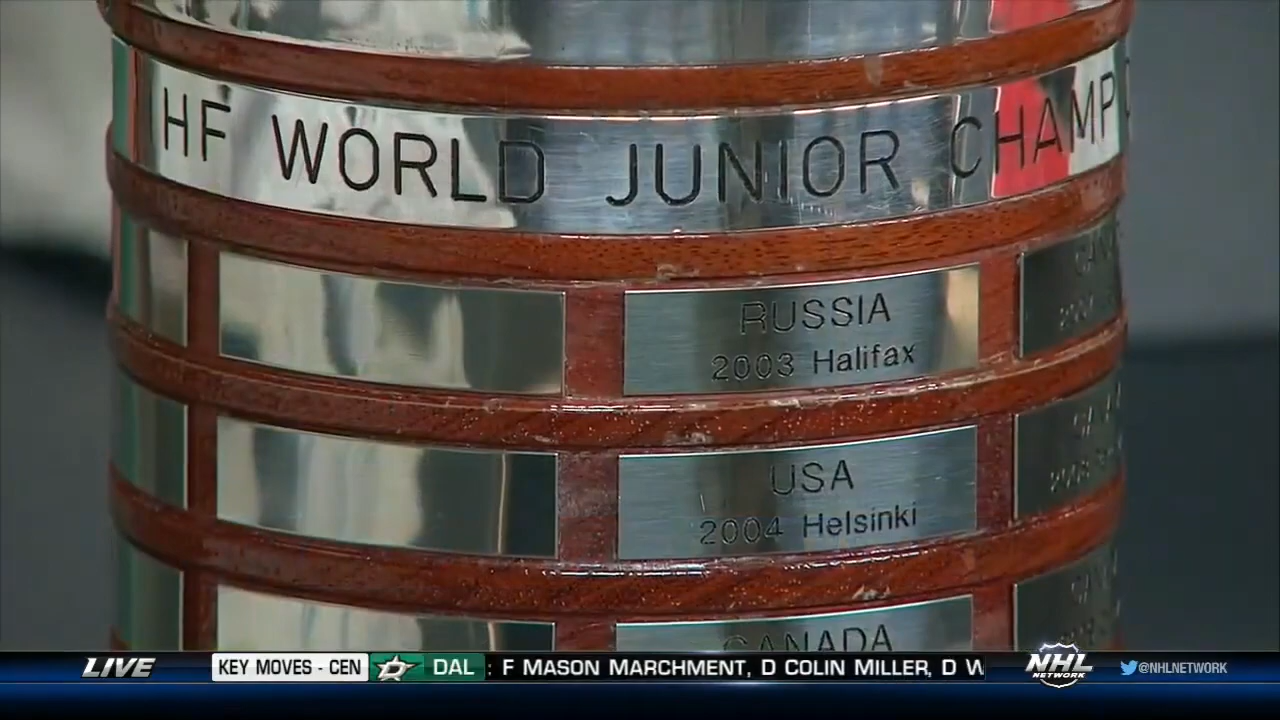 HF WORLD JUNIOR CHAMP
RUSSIA
2003 Halifax
USA
2004 Helsinki
CANADA
LIVE
KEY MOVES - CEN
DAL : F MASON MARCHMENT, D COLIN MILLER, D W
NHL
NETWORK
@NHLNETWORK